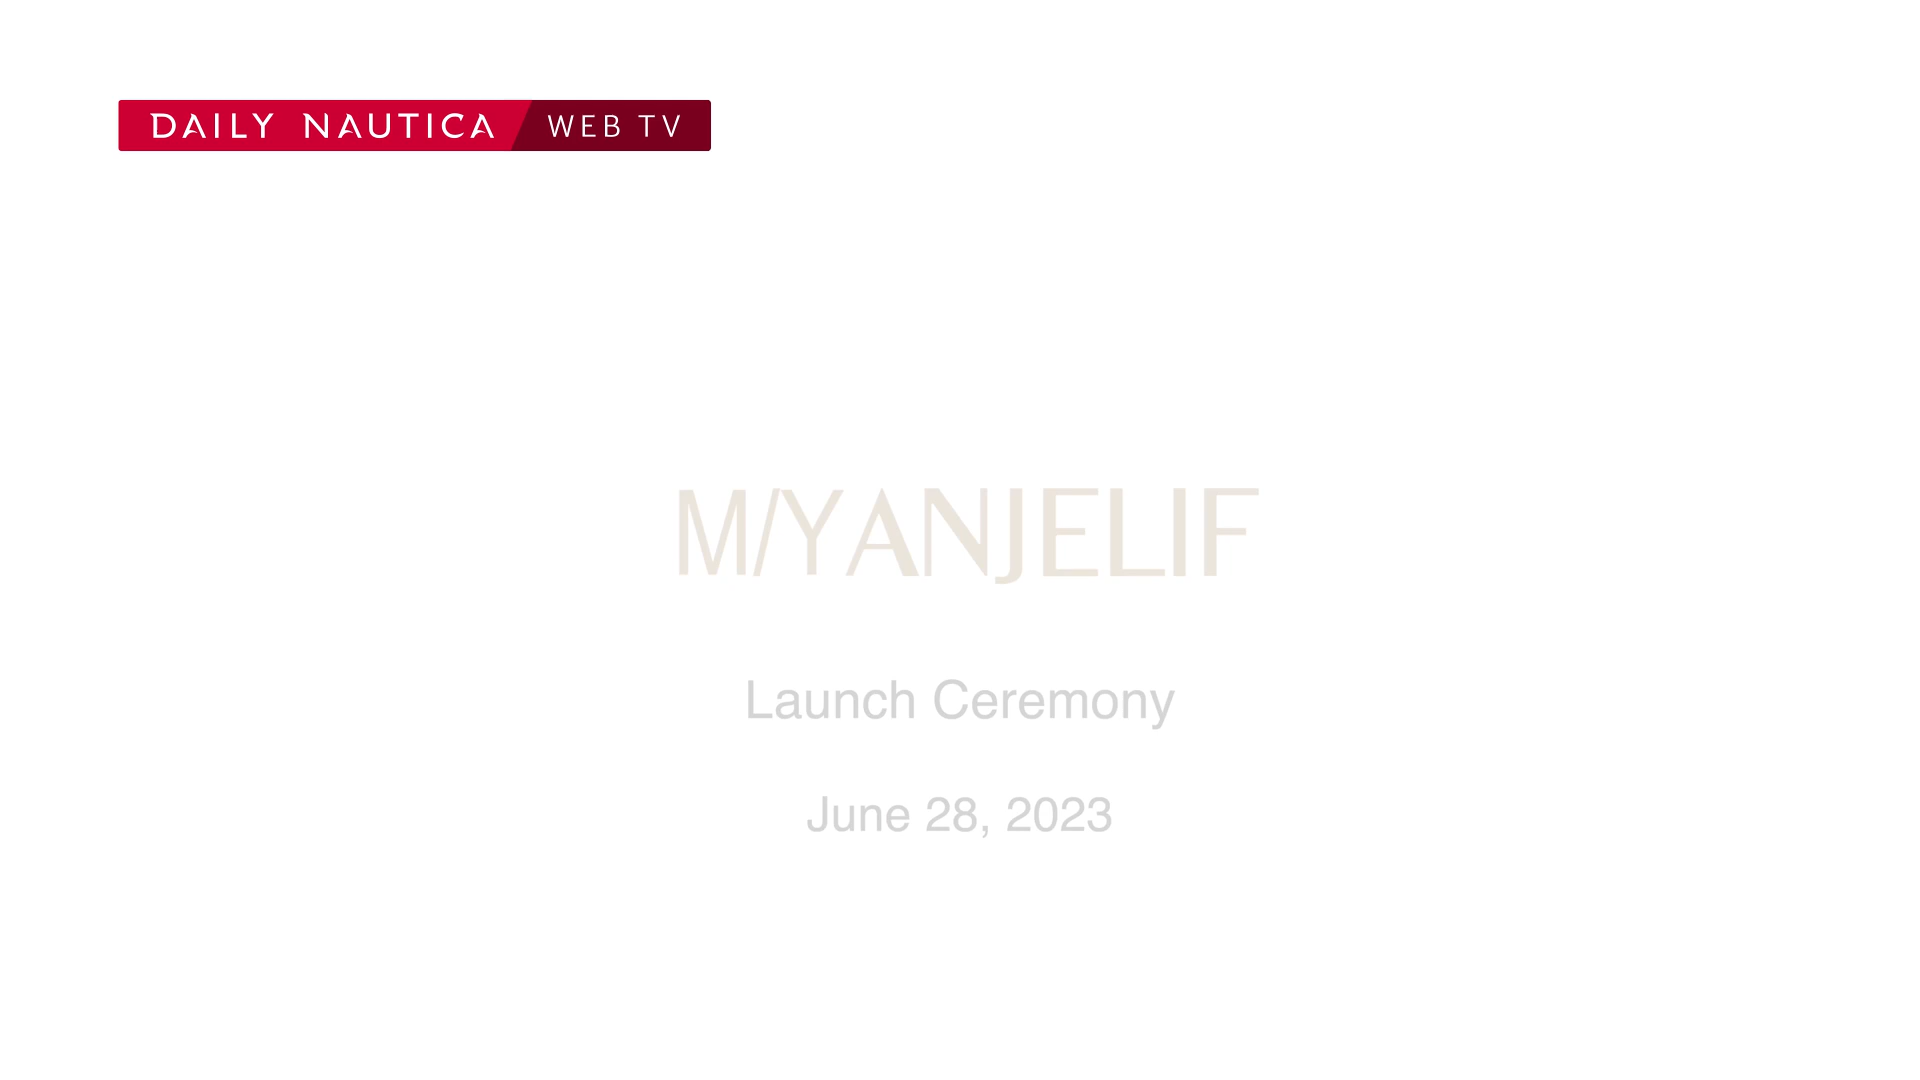 DAILY NAUTICA WEB TV
M/Y ANJELIF
Launch Ceremony
June 28, 2023